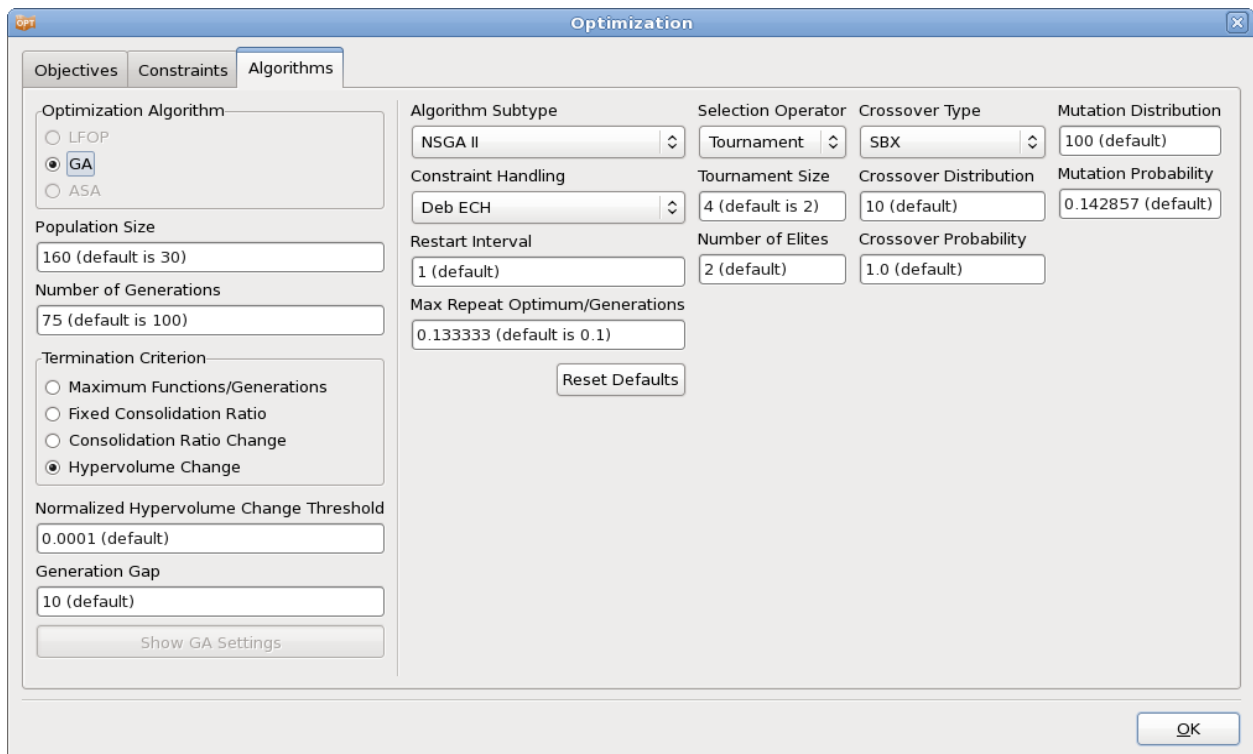 OPT
Optimization
Objectives
Constraints
Algorithms
Optimization Algorithm
LFOP
GA
ASA
Population Size
160 (default is 30)
Number of Generations
75 (default is 100)
Termination Criterion
Maximum Functions/Generations
Fixed Consolidation Ratio
Consolidation Ratio Change
Hypervolume Change
Normalized Hypervolume Change Threshold
0.0001 (default)
Generation Gap
10 (default)
Show GA Settings
Algorithm Subtype
NSGA II
Constraint Handling
Deb ECH
Restart Interval
1 (default)
Max Repeat Optimum/Generations
0.133333 (default is 0.1)
Reset Defaults
Selection Operator
Tournament
Tournament Size
4 (default is 2)
Number of Elites
2 (default)
Crossover Type
SBX
Crossover Distribution
10 (default)
Crossover Probability
1.0 (default)
Mutation Distribution
100 (default)
Mutation Probability
0.142857 (default)
OK